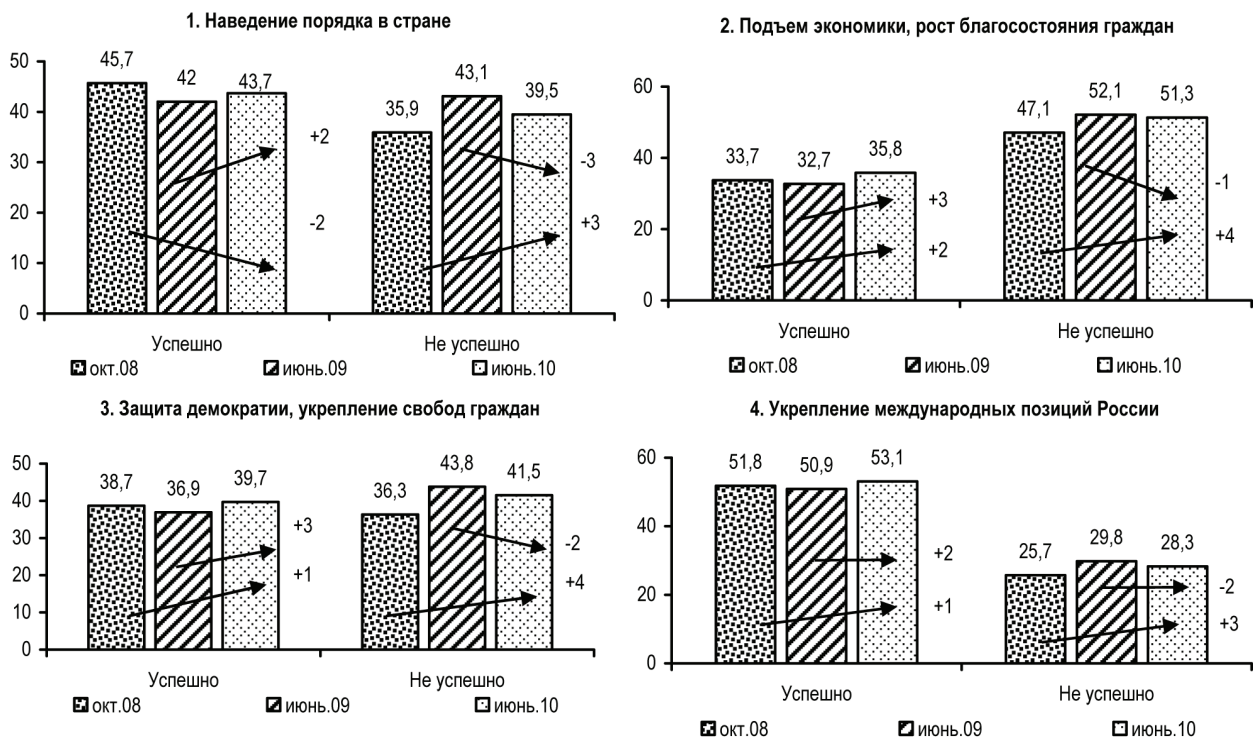 1. Наведение порядка в стране
50
40
30
20
10
0
45,7
42
43,7
35,9
43,1
39,5
+2
-2
-3
+3
Успешно
Не успешно
окт.08
июнь.09
июнь.10
2. Подъем экономики, рост благосостояния граждан
60
40
20
0
33,7
32,7
35,8
47,1
52,1
51,3
+3
+2
-1
+4
Успешно
Не успешно
окт.08
июнь.09
июнь.10
3. Защита демократии, укрепление свобод граждан
50
40
30
20
10
0
38,7
36,9
39,7
36,3
43,8
41,5
+3
+1
-2
+4
Успешно
Не успешно
окт.08
июнь.09
июнь.10
4. Укрепление международных позиций России
60
40
20
0
51,8
50,9
53,1
25,7
29,8
28,3
+2
+1
-2
+3
Успешно
Не успешно
окт.08
июнь.09
июнь.10